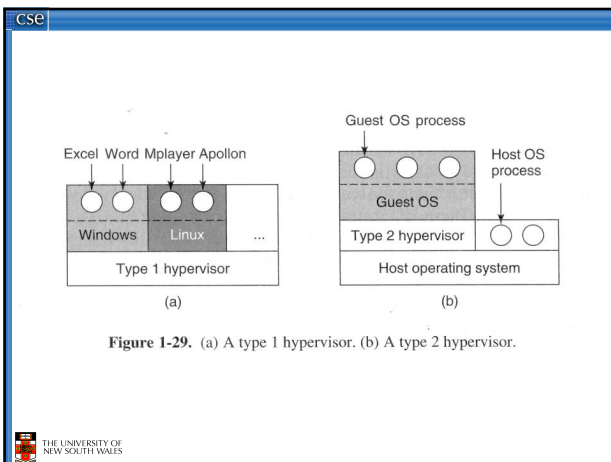 cse
Excel Word Mplayer Apollon
Windows
Linux
...
Type 1 hypervisor
(a)
Guest OS process
Host OS
process
Guest OS
Type 2 hypervisor
Host operating system
(b)
Figure 1-29. (a) A type 1 hypervisor. (b) A type 2 hypervisor.
THE UNIVERSITY OF
NEW SOUTH WALES